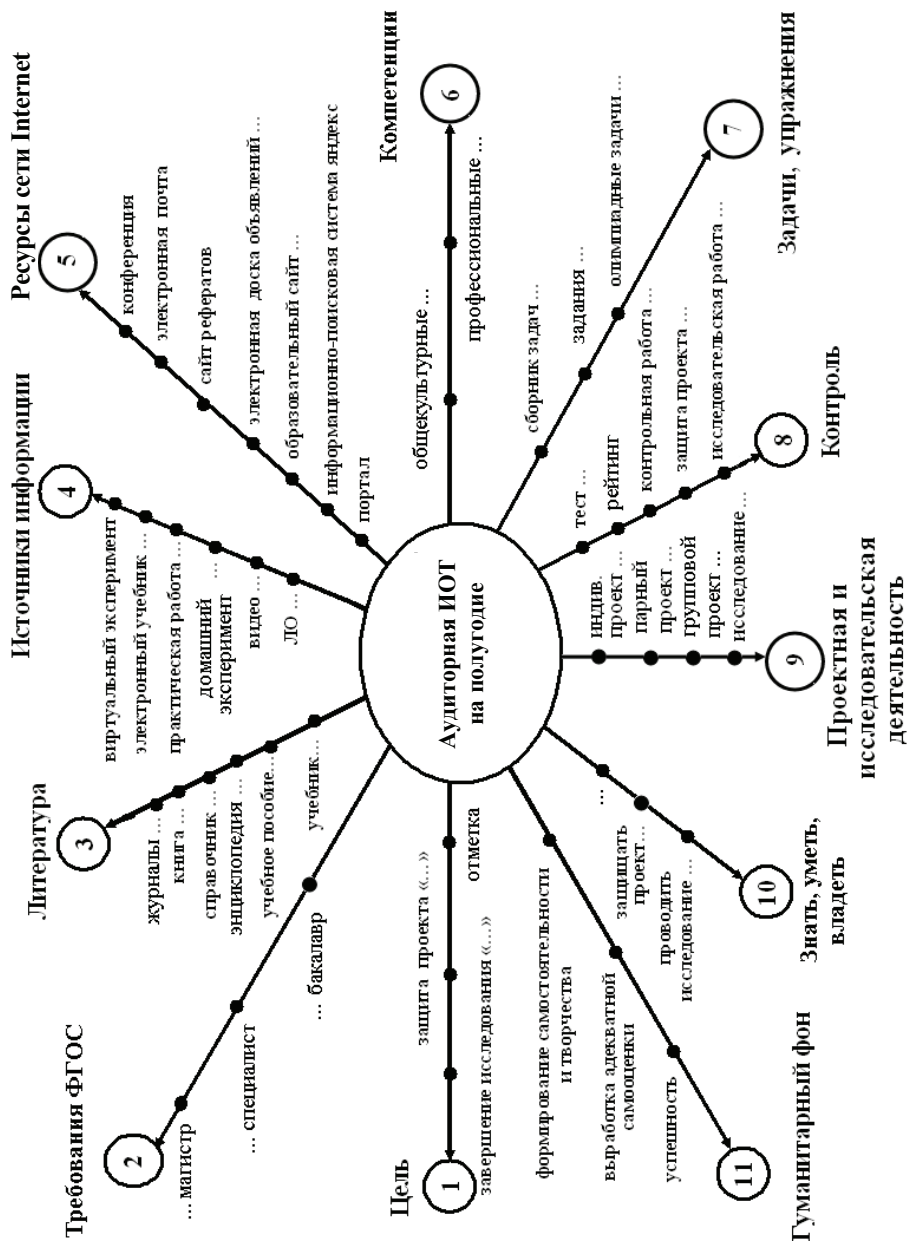 Аудиторная ИОТ
на полугодие
Цель
1
защита проекта «...»
завершение исследования «...»
отметка
Требования ФГОС
2
... магистр
... специалист
... бакалавр
Литература
3
журналы ...
книга ...
справочник ...
энциклопедия ...
учебное пособие...
учебник...
Источники информации
4
виртуальный эксперимент
электронный учебник ...
практическая работа...
домашний ...
эксперимент
видео ...
ЛО ...
Ресурсы сети Internet
5
конференция
электронная почта
сайт рефератов
электронная доска объявлений ...
образовательный сайт...
информационно-поисковая система яндекс
портал
Компетенции
6
общекультурные ...
профессиональные ...
Задачи, упражнения
7
сборник задач ...
задания ...
олимпиадные задачи ...
Контроль
8
тест ...
рейтинг
контрольная работа ...
защита проекта ...
исследовательская работа ...
Проектная и
исследовательская
деятельность
9
индив.
проект ...
парный
проект ...
групповой
проект ...
исследование...
Знать, уметь,
владеть
10
...
защищать
проект...
проводить
исследование ...
Гуманитарный фон
11
формирование самостоятельности
и творчества
выработка адекватной
самооценки
успешность